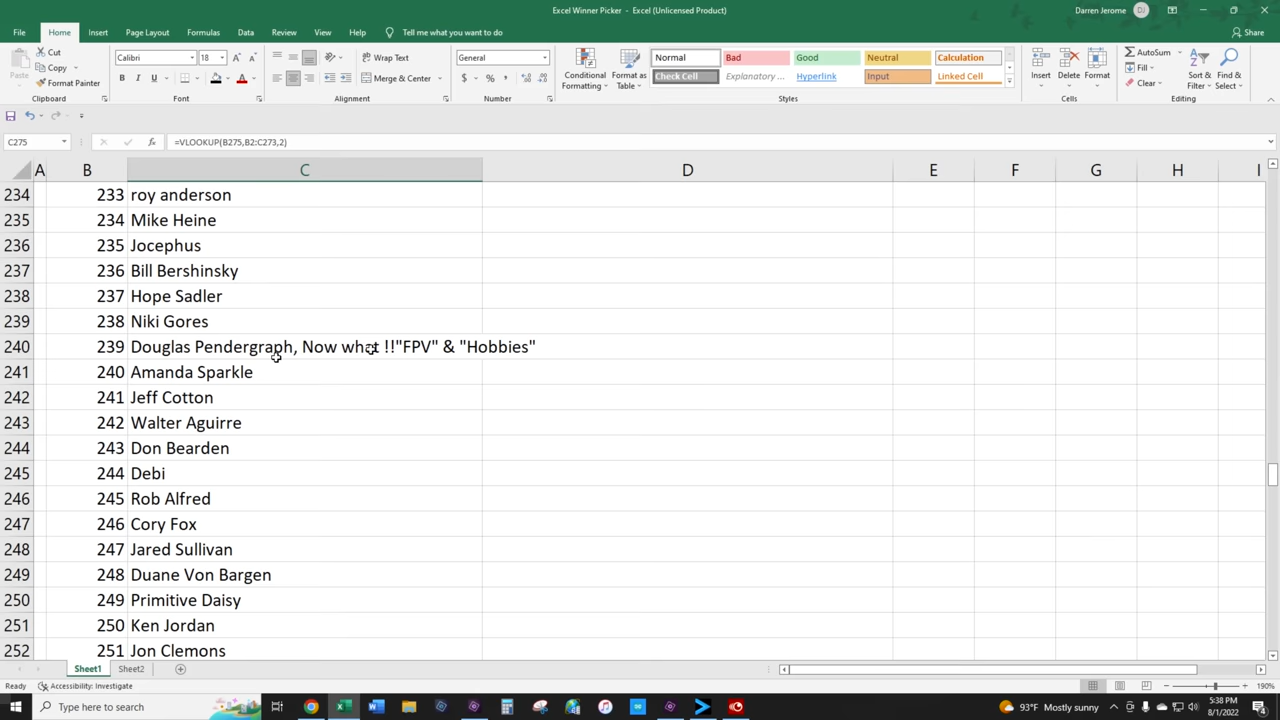 Excel Winner Picker - Excel (Unlicensed Product)
Darren Jerome DJ
File Home Insert Page Layout Formulas Data Review View Help Tell me what you want to do Share
Paste Cut Copy Format Painter Clipboard
Calibri 18 Font
Wrap Text Merge & Center Alignment
General Number
Conditional Formatting Format as Table
Normal Bad Good Neutral Calculation
Check Cell Explanatory ... Hyperlink Input Linked Cell
Styles
Insert Delete Format Cells
AutoSum Fill Clear Sort & Filter Find & Select Editing
C275 =VLOOKUP(B275,B2:C273,2)
A B C D E F G H I
234 233 roy anderson
235 234 Mike Heine
236 235 Jocephus
237 236 Bill Bershinsky
238 237 Hope Sadler
239 238 Niki Gores
240 239 Douglas Pendergraph, Now what !!"FPV" & "Hobbies"
241 240 Amanda Sparkle
242 241 Jeff Cotton
243 242 Walter Aguirre
244 243 Don Bearden
245 244 Debi
246 245 Rob Alfred
247 246 Cory Fox
248 247 Jared Sullivan
249 248 Duane Von Bargen
250 249 Primitive Daisy
251 250 Ken Jordan
252 251 Jon Clemons
Sheet1 Sheet2
Ready Accessibility: Investigate 190%
Type here to search 93°F Mostly sunny 5:38 PM
8/1/2022